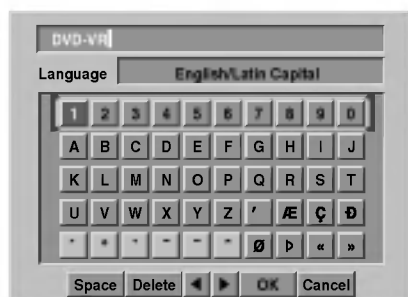 DVD-VR
Language English/Latin Capital
1 2 3 4 5 6 7 8 9 0
A B C D E F G H I J
K L M N O P Q R S T
U V W X Y Z ʼ Æ Ç Ð
Ø Þ « »
Space Delete ◀ ▶ OK Cancel